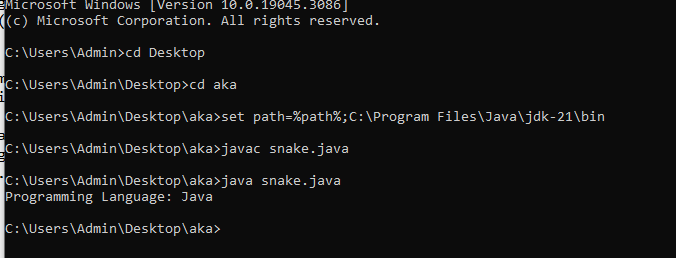 Microsoft Windows [Version 10.0.19045.3086]
(c) Microsoft Corporation. All rights reserved.
C:\Users\Admin>cd Desktop
C:\Users\Admin\Desktop>cd aka
C:\Users\Admin\Desktop\aka>set path=%path%;C:\Program Files\Java\jdk-21\bin
C:\Users\Admin\Desktop\aka>javac snake.java
C:\Users\Admin\Desktop\aka>java snake.java
Programming Language: Java
C:\Users\Admin\Desktop\aka>